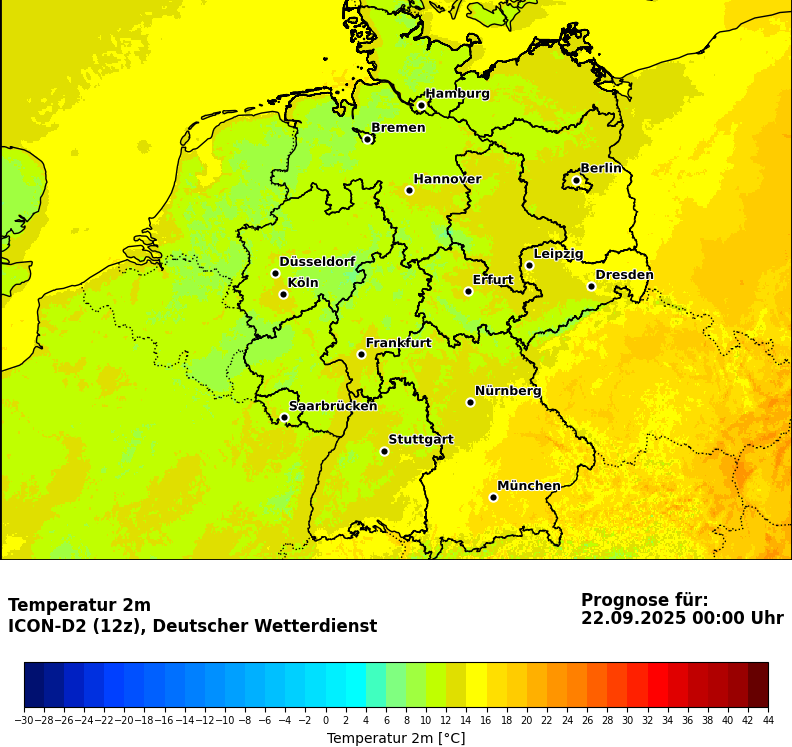 Hamburg
Bremen
Berlin
Hannover
Leipzig
Düsseldorf
Dresden
Köln
Erfurt
Frankfurt
Nürnberg
Saarbrücken
Stuttgart
München
Temperatur 2m
ICON-D2 (12z), Deutscher Wetterdienst
Prognose für:
22.09.2025 00:00 Uhr
−30 −28 −26 −24 −22 −20 −18 −16 −14 −12 −10 −8 −6 −4 −2 0 2 4 6 8 10 12 14 16 18 20 22 24 26 28 30 32 34 36 38 40 42 44
Temperatur 2m [°C]